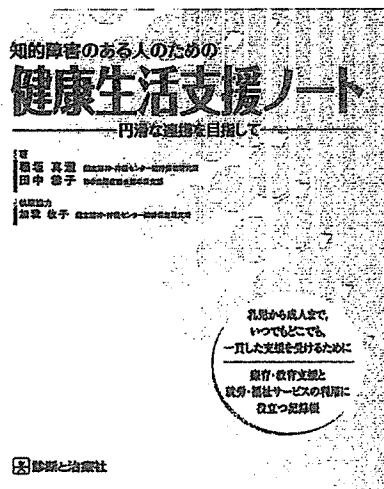 知的障害のある人のための
健康生活支援ノート
円滑な連携を目指して
著
稲垣 真澄
田中 恭子
執筆協力
加我 牧子
乳児から成人まで,
いつでもどこでも,
一貫した支援を受けるために
療育・教育支援と
就労・福祉サービスの利用に
役立つ記録帳
診断と治療社